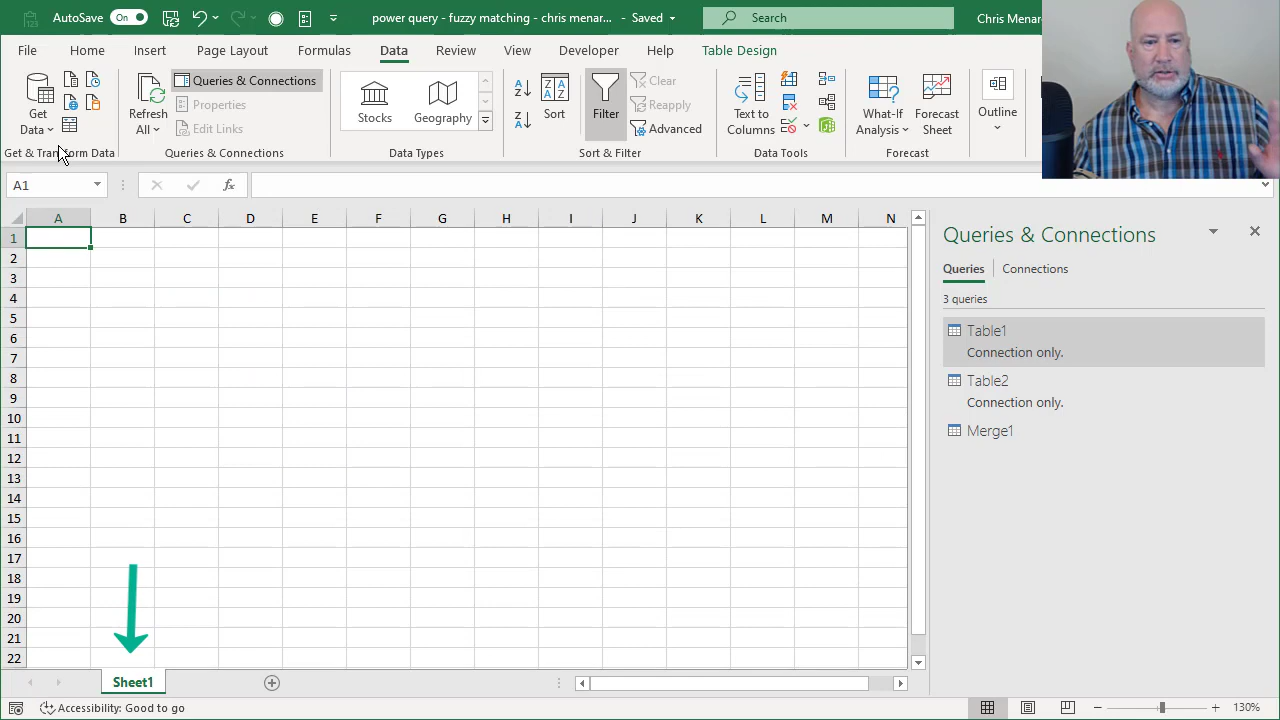 AutoSave On power query - fuzzy matching - chris menar... - Saved Search Chris Menar
File Home Insert Page Layout Formulas Data Review View Developer Help Table Design
Get Data
Get & Transform Data
Refresh All
Queries & Connections
Properties
Edit Links
Queries & Connections
Stocks
Geography
Data Types
Sort
Filter
Clear
Reapply
Advanced
Sort & Filter
Text to Columns
Data Tools
What-If Analysis
Forecast Sheet
Forecast
Outline
A1 fx
A B C D E F G H I J K L M N
1
2
3
4
5
6
7
8
9
10
11
12
13
14
15
16
17
18
19
20
21
22
Queries & Connections
Queries Connections
3 queries
Table1
Connection only.
Table2
Connection only.
Merge1
Sheet1
Accessibility: Good to go 130%